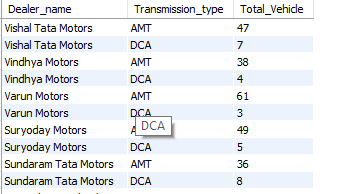 Dealer_name Transmission_type Total_Vehicle
Vishal Tata Motors AMT 47
Vishal Tata Motors DCA 7
Vindhya Motors AMT 38
Vindhya Motors DCA 4
Varun Motors AMT 61
Varun Motors DCA 3
DCA
Suryoday Motors 49
Suryoday Motors DCA 5
Sundaram Tata Motors AMT 36
Sundaram Tata Motors DCA 8